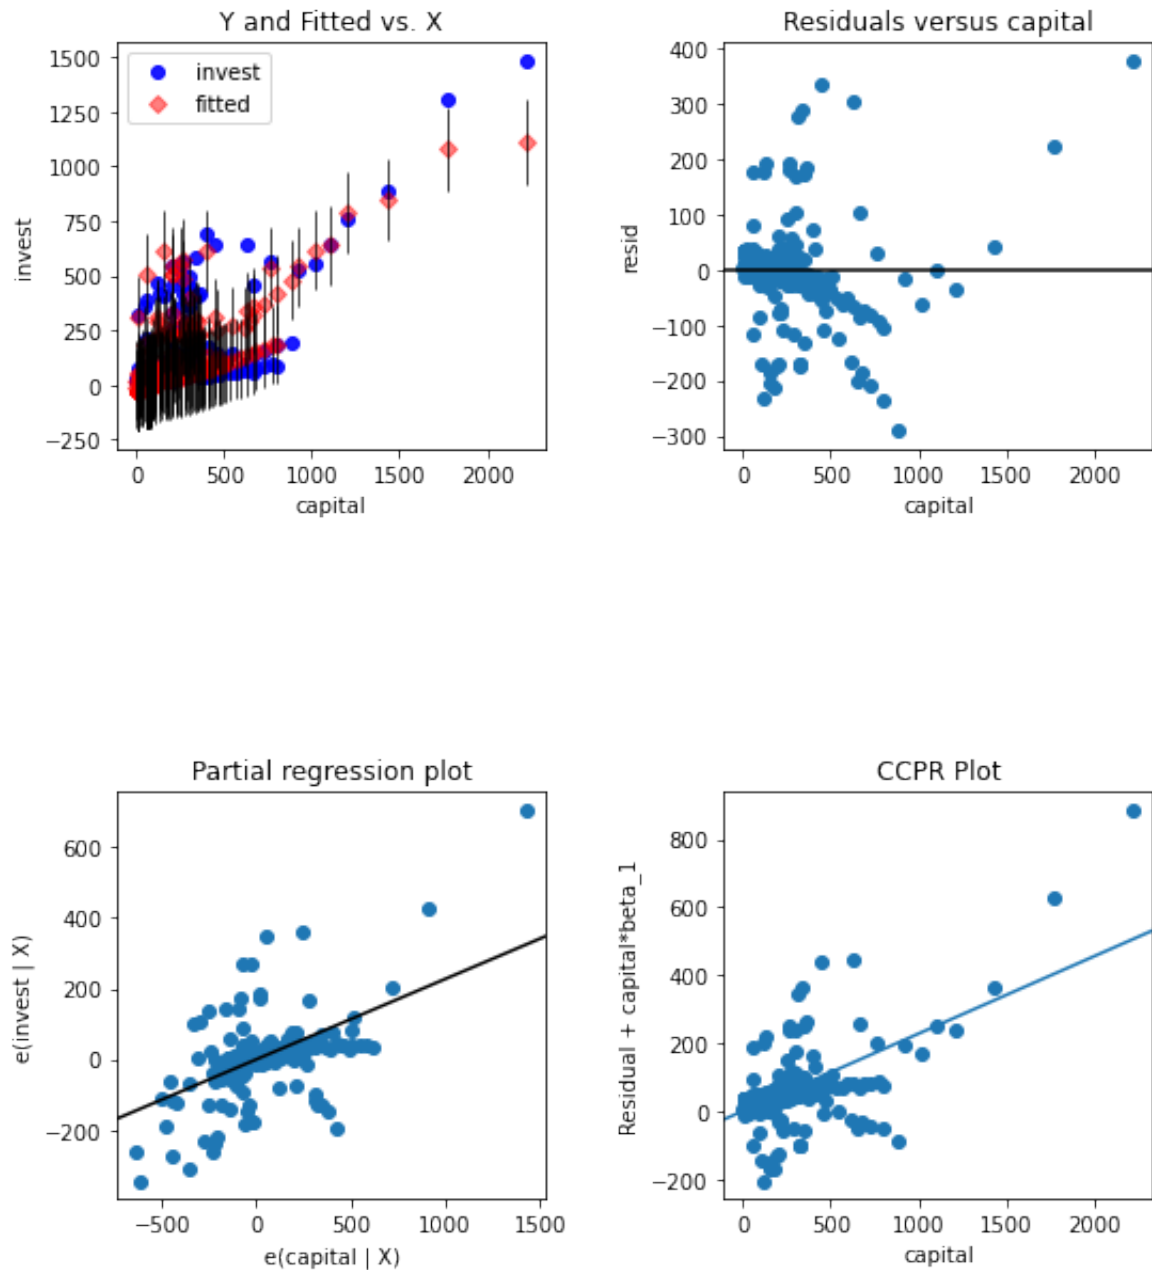 Y and Fitted vs. X
1500
1250
1000
750
500
250
0
−250
invest
invest
fitted
0 500 1000 1500 2000
capital
Residuals versus capital
400
300
200
100
0
−100
−200
−300
resid
0 500 1000 1500 2000
capital
Partial regression plot
600
400
200
0
−200
e(invest | X)
−500 0 500 1000 1500
e(capital | X)
CCPR Plot
800
600
400
200
0
−200
Residual + capital*beta_1
0 500 1000 1500 2000
capital